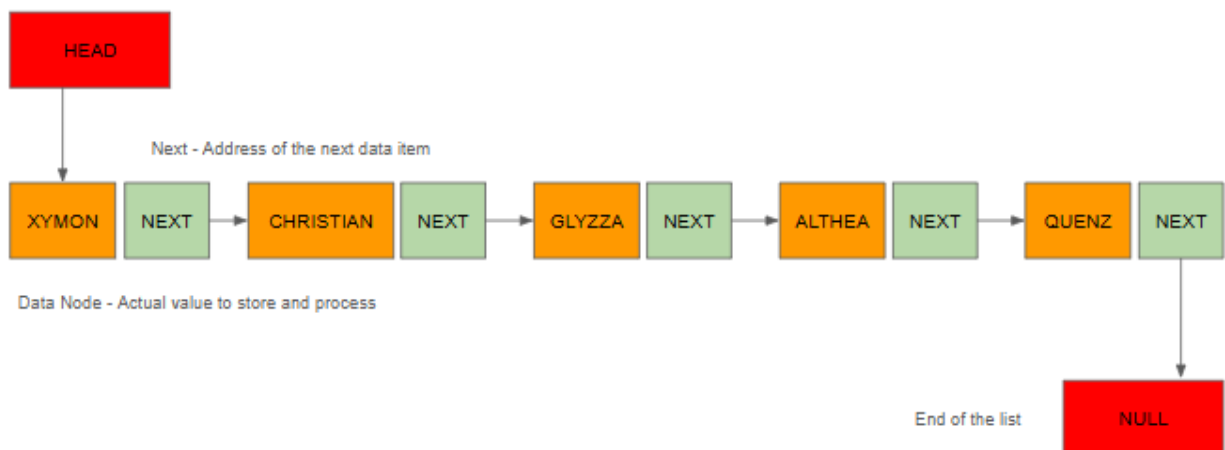 HEAD
Next - Address of the next data item
XYMON NEXT CHRISTIAN NEXT GLYZZA NEXT ALTHEA NEXT QUENZ NEXT
Data Node - Actual value to store and process
End of the list NULL